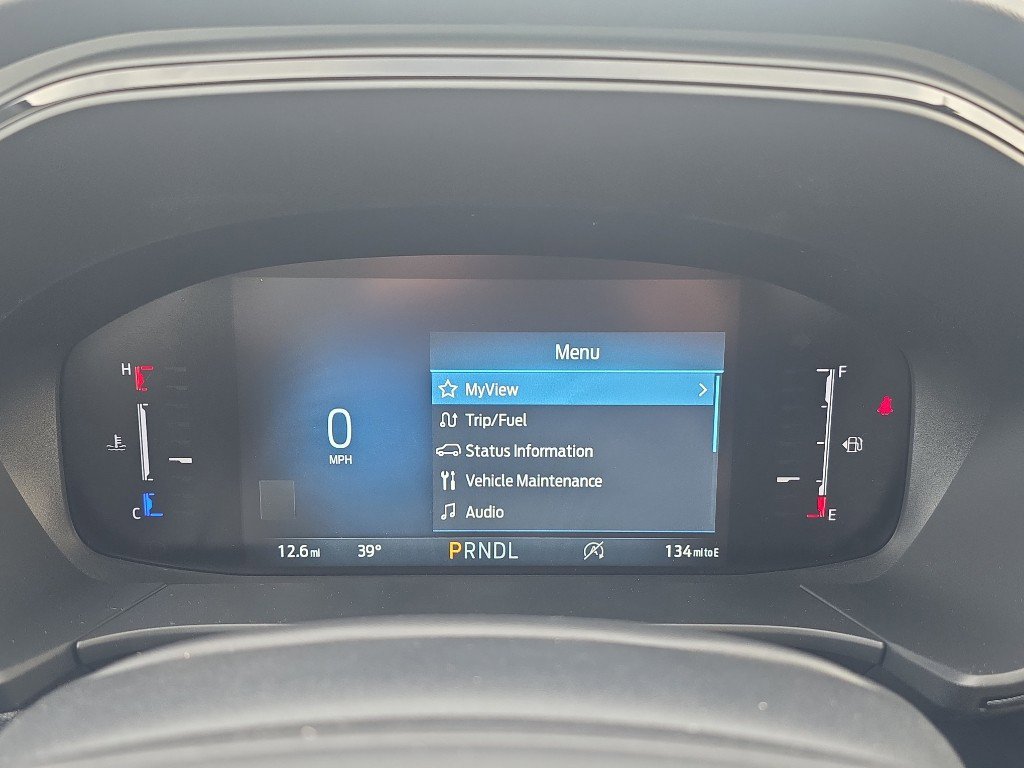 Menu
H
MyView
F
Trip/Fuel
0
MPH
Status Information
Vehicle Maintenance
C
Audio
E
12.6 mi 39° PRNDL 134 mi to E